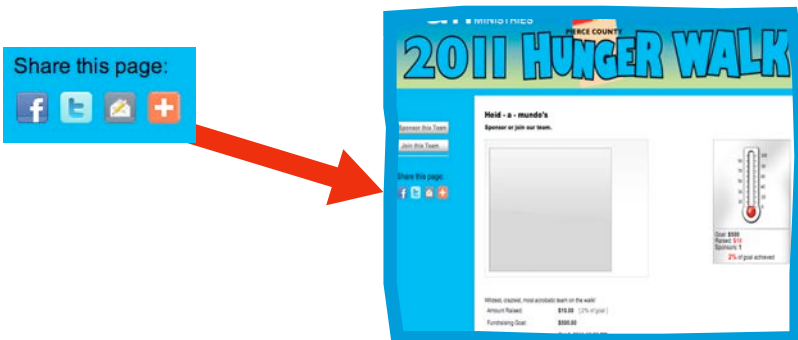 Share this page:
MINISTRIES
PIERCE COUNTY
2011 HUNGER WALK
Sponsor this Team
Join this Team
Share this page:
Heid - a - mundo's
Sponsor or join our team.
Goal: $500
Raised: $10
Sponsors: 1
2% of goal achieved
Wildest, craziest, most acrobatic team on the walk!
Amount Raised: $10.00 (2% of goal)
Fundraising Goal: $500.00